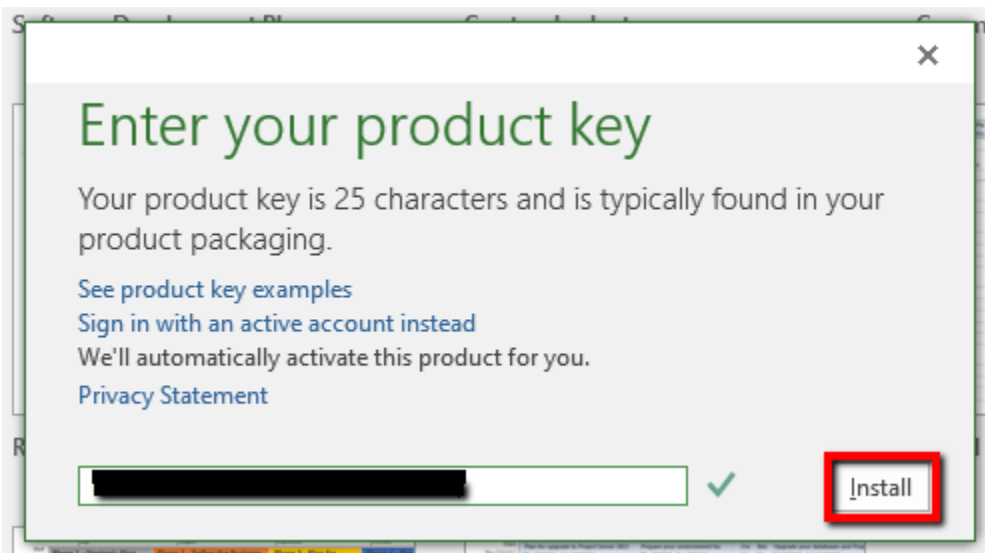 Enter your product key
Your product key is 25 characters and is typically found in your
product packaging.
See product key examples
Sign in with an active account instead
We'll automatically activate this product for you.
Privacy Statement
Install